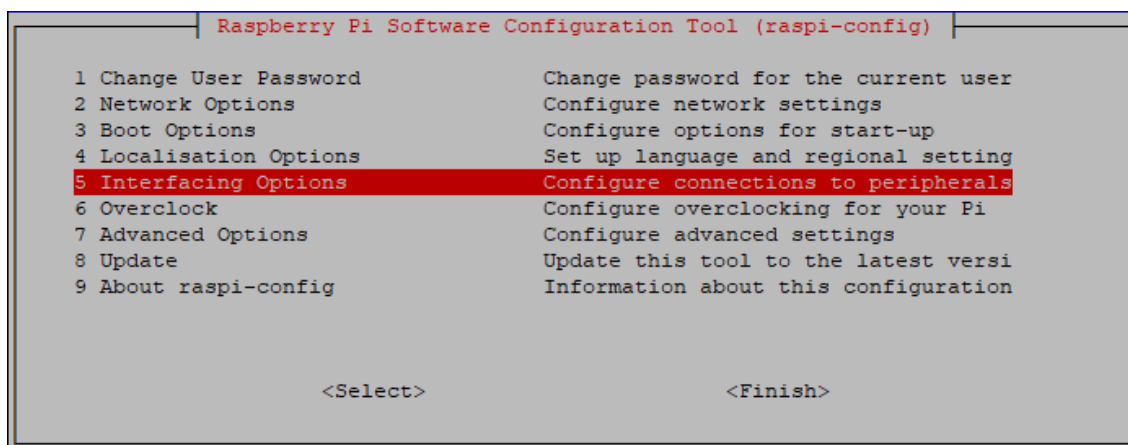 Raspberry Pi Software Configuration Tool (raspi-config)
1 Change User Password Change password for the current user
2 Network Options Configure network settings
3 Boot Options Configure options for start-up
4 Localisation Options Set up language and regional setting
5 Interfacing Options Configure connections to peripherals
6 Overclock Configure overclocking for your Pi
7 Advanced Options Configure advanced settings
8 Update Update this tool to the latest versi
9 About raspi-config Information about this configuration
<Select> <Finish>